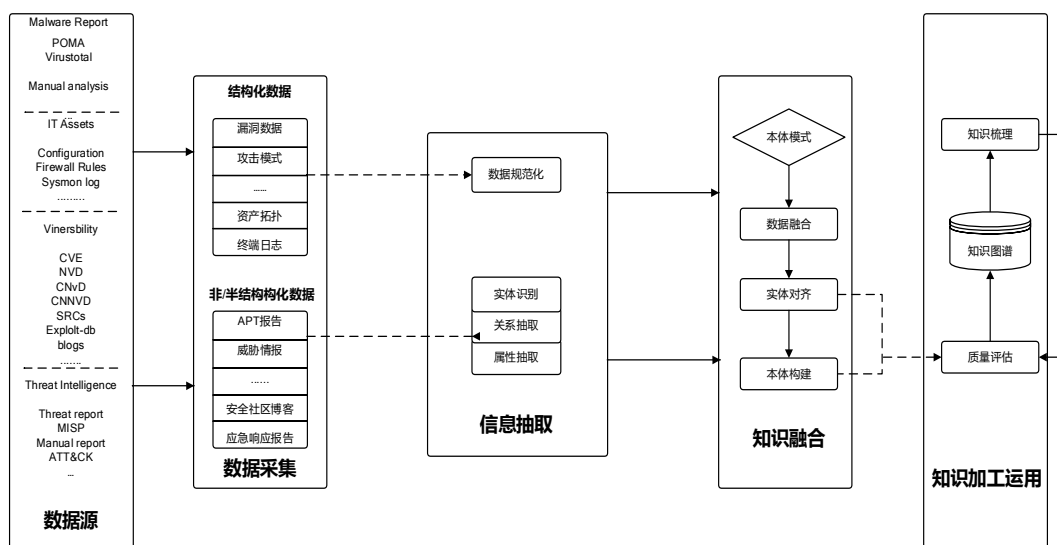 Malware Report
POMA
Virustotal
Manual analysis
...
IT Assets
Configuration
Firewall Rules
Sysmon log
.........
Vinersbility
CVE
NVD
CNvD
CNNVD
SRCs
Explolt-db
blogs
.......
Threat Intelligence
Threat report
MISP
Manual report
ATT&CK
...
数据源
结构化数据
漏洞数据
攻击模式
......
资产拓扑
终端日志
非/半结构构化数据
APT报告
威胁情报
......
安全社区博客
应急响应报告
数据采集
数据规范化
实体识别
关系抽取
属性抽取
信息抽取
本体模式
数据融合
实体对齐
本体构建
知识融合
知识梳理
知识图谱
质量评估
知识加工运用